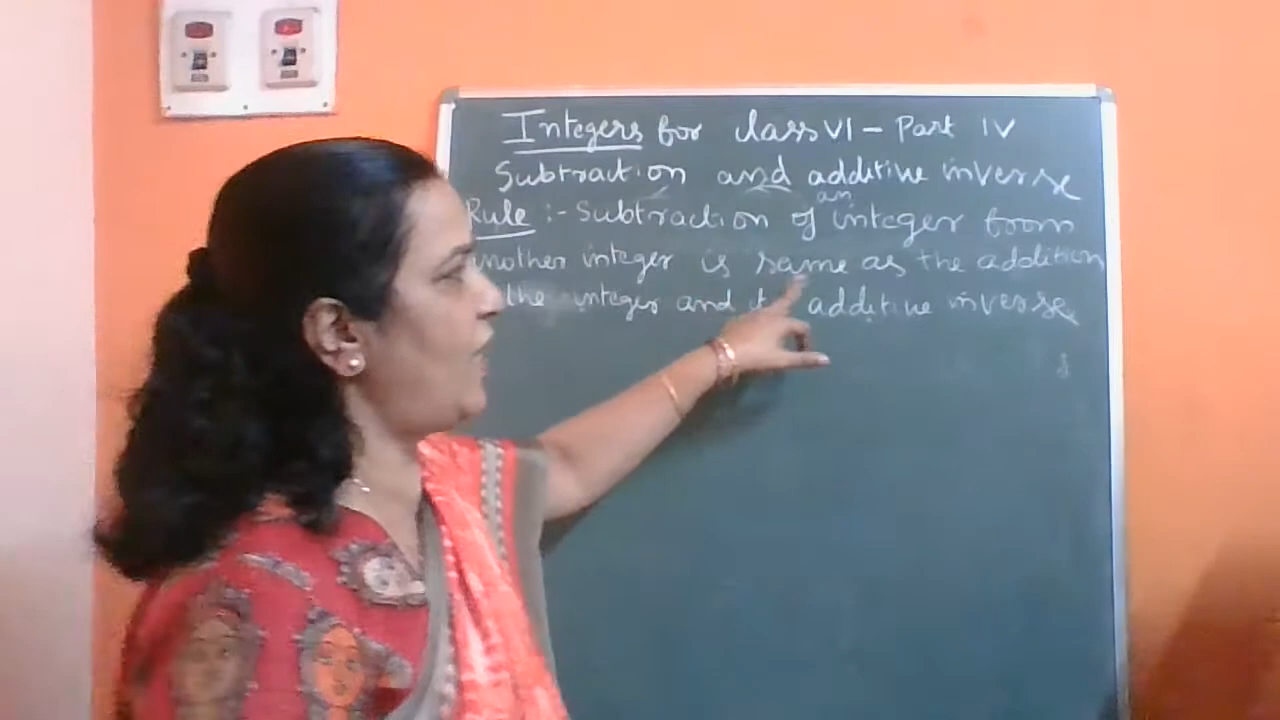 Integers for class VI - Part IV
Subtraction and additive inverse
Rule :- Subtraction of an integer from
another integer is same as the addition
the integer and its additive inverse